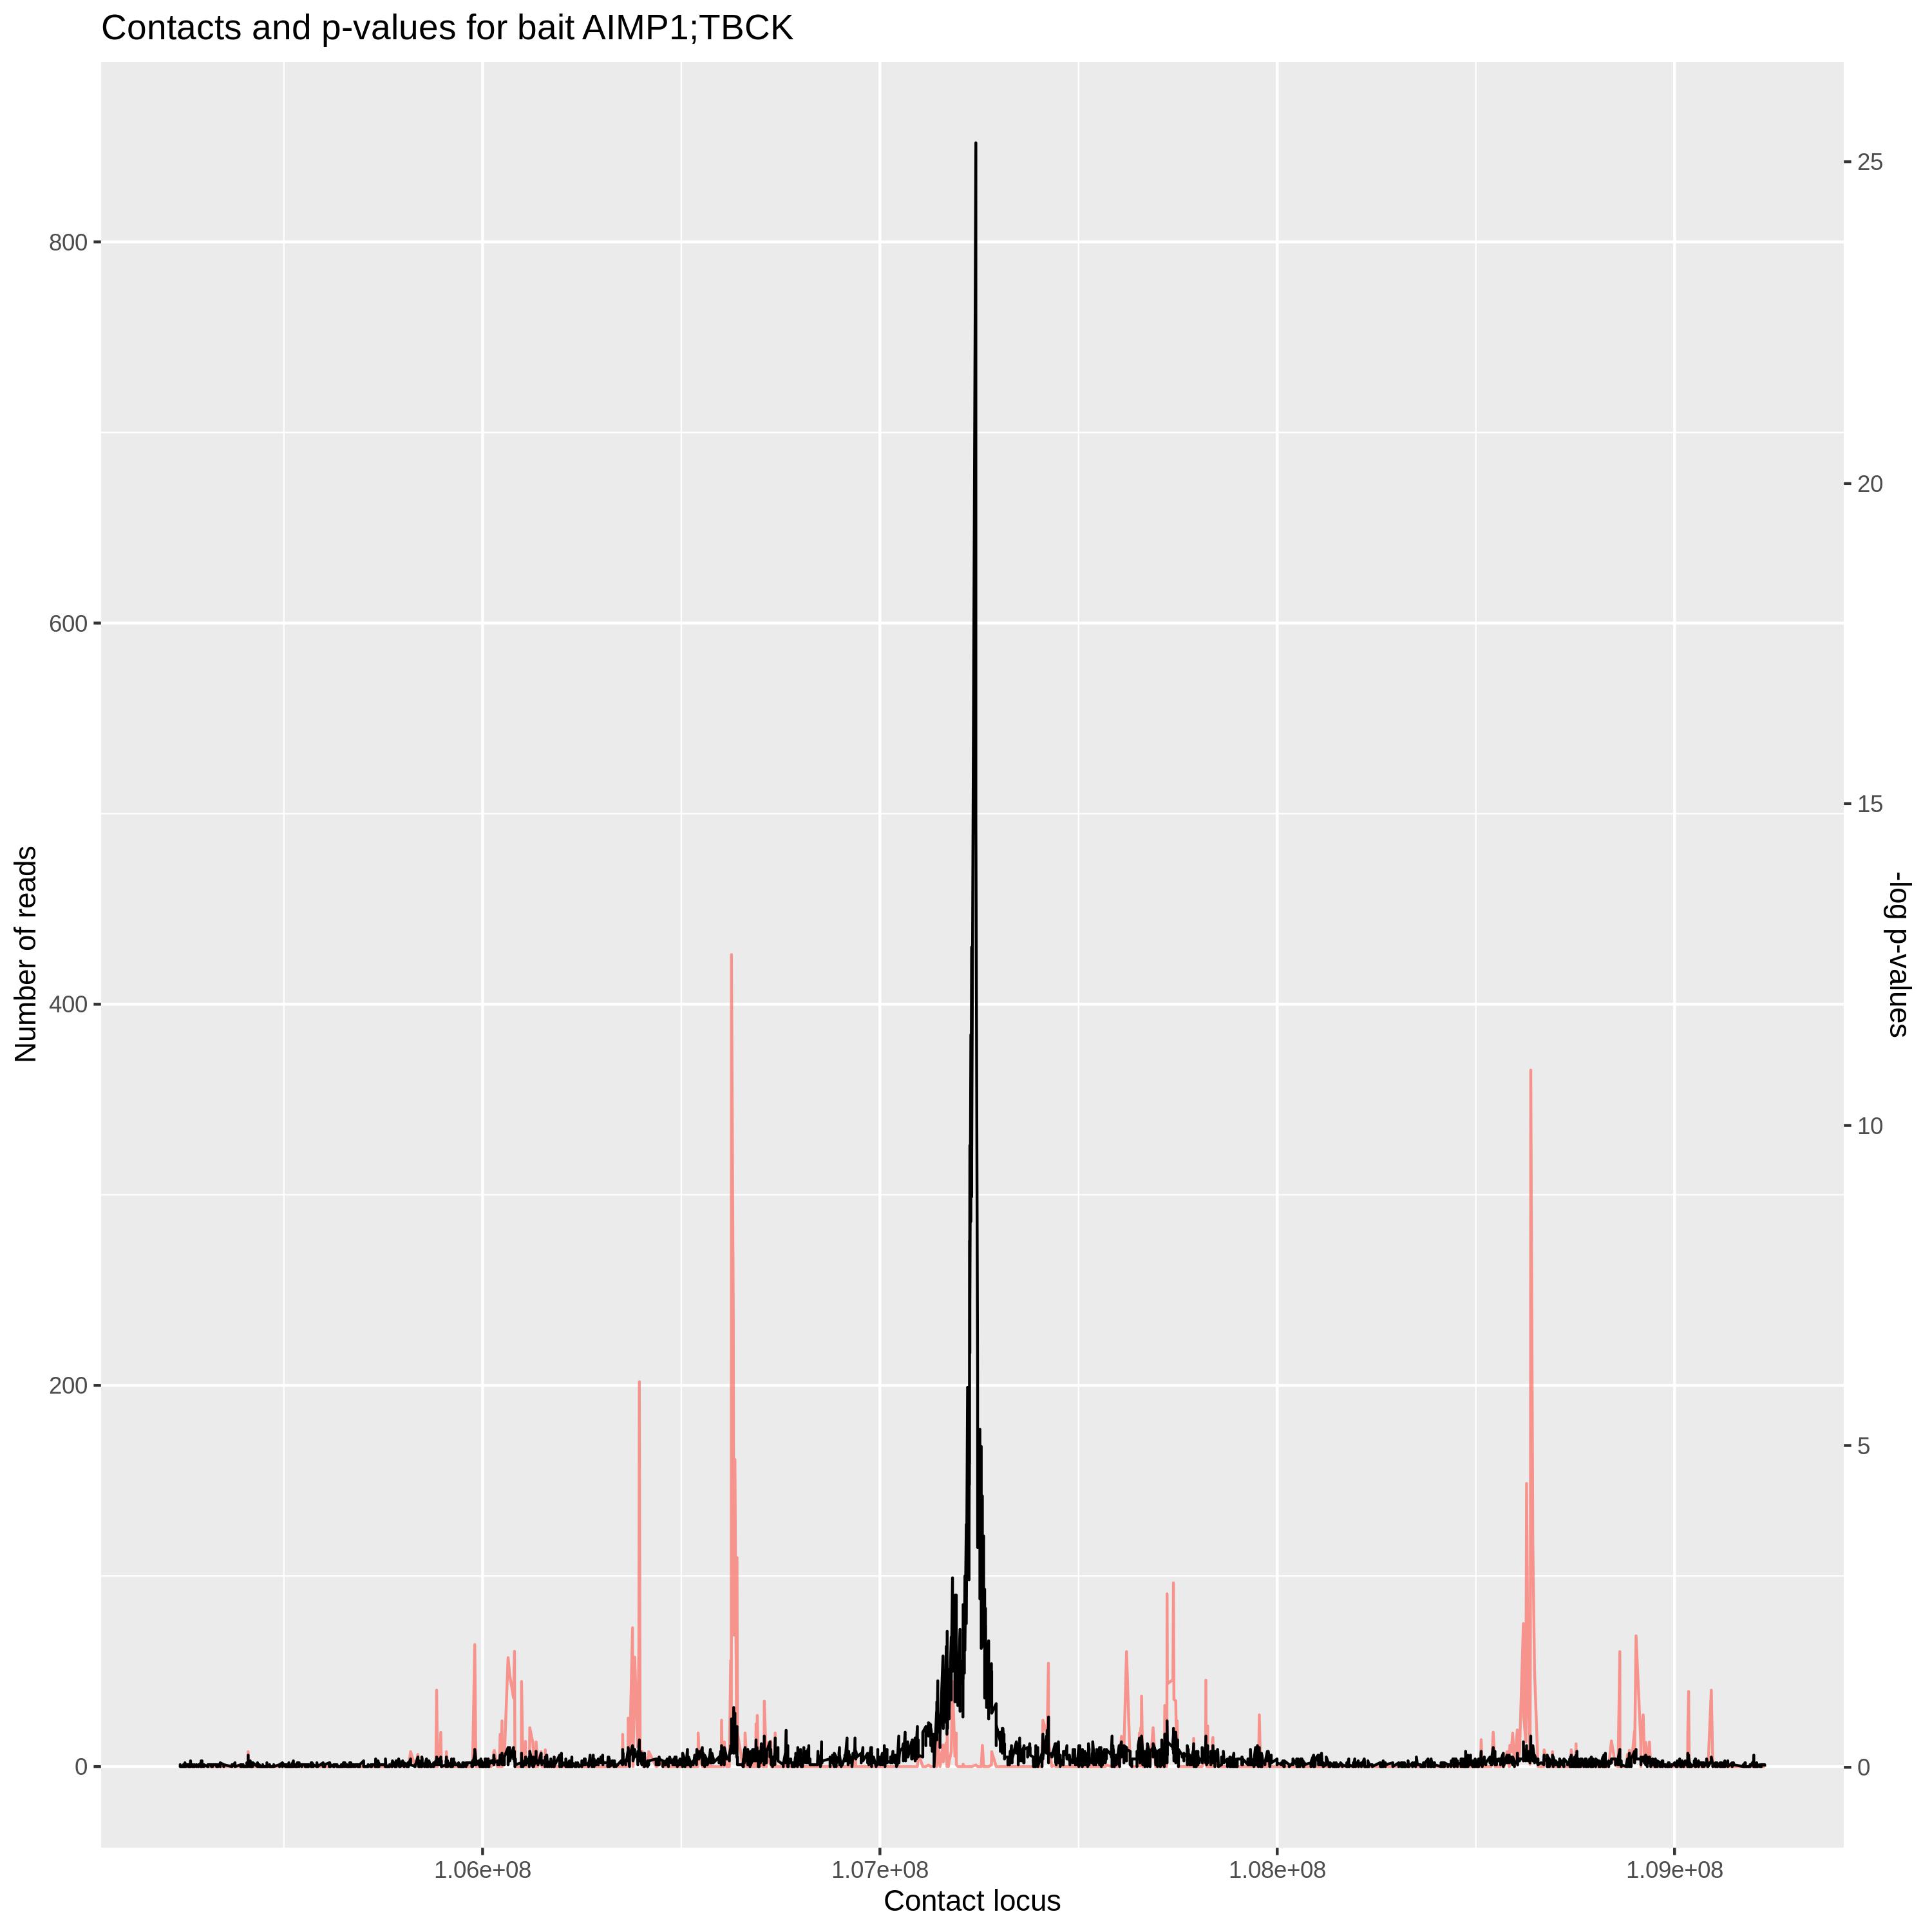 Contacts and p-values for bait AIMP1;TBCK
Number of reads
800
600
400
200
0
25
20
15
10
5
0
-log p-values
1.06e+08
1.07e+08
1.08e+08
1.09e+08
Contact locus